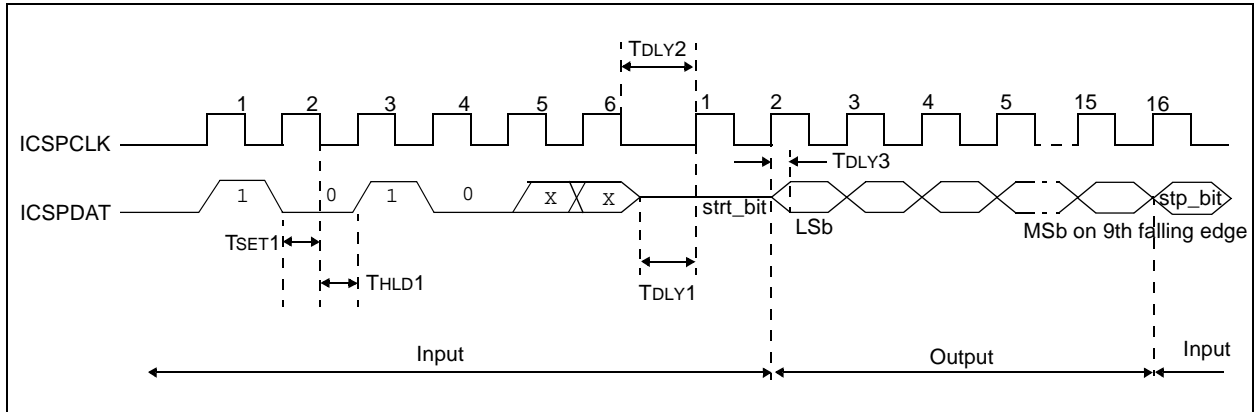 TDLY2
1 2 3 4 5 6 1 2 3 4 5 15 16
ICSPCLK
TDLY3
ICSPDAT
1 0 1 0 x x strt_bit stp_bit
LSb
MSb on 9th falling edge
TSET1
THLD1
TDLY1
Input Output Input